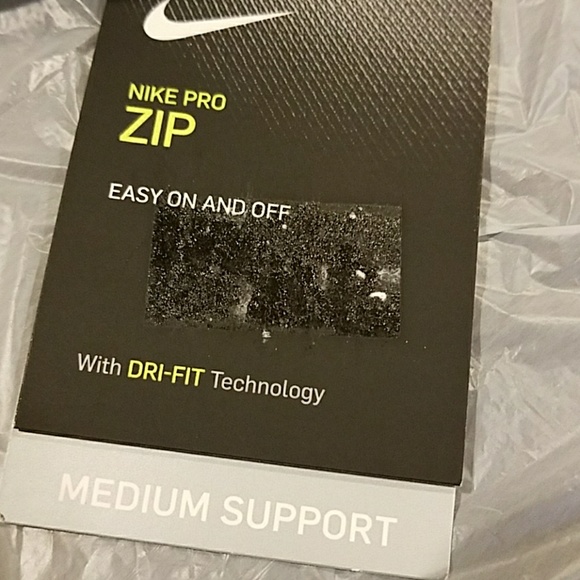 NIKE PRO
ZIP
EASY ON AND OFF
With DRI-FIT Technology
MEDIUM SUPPORT